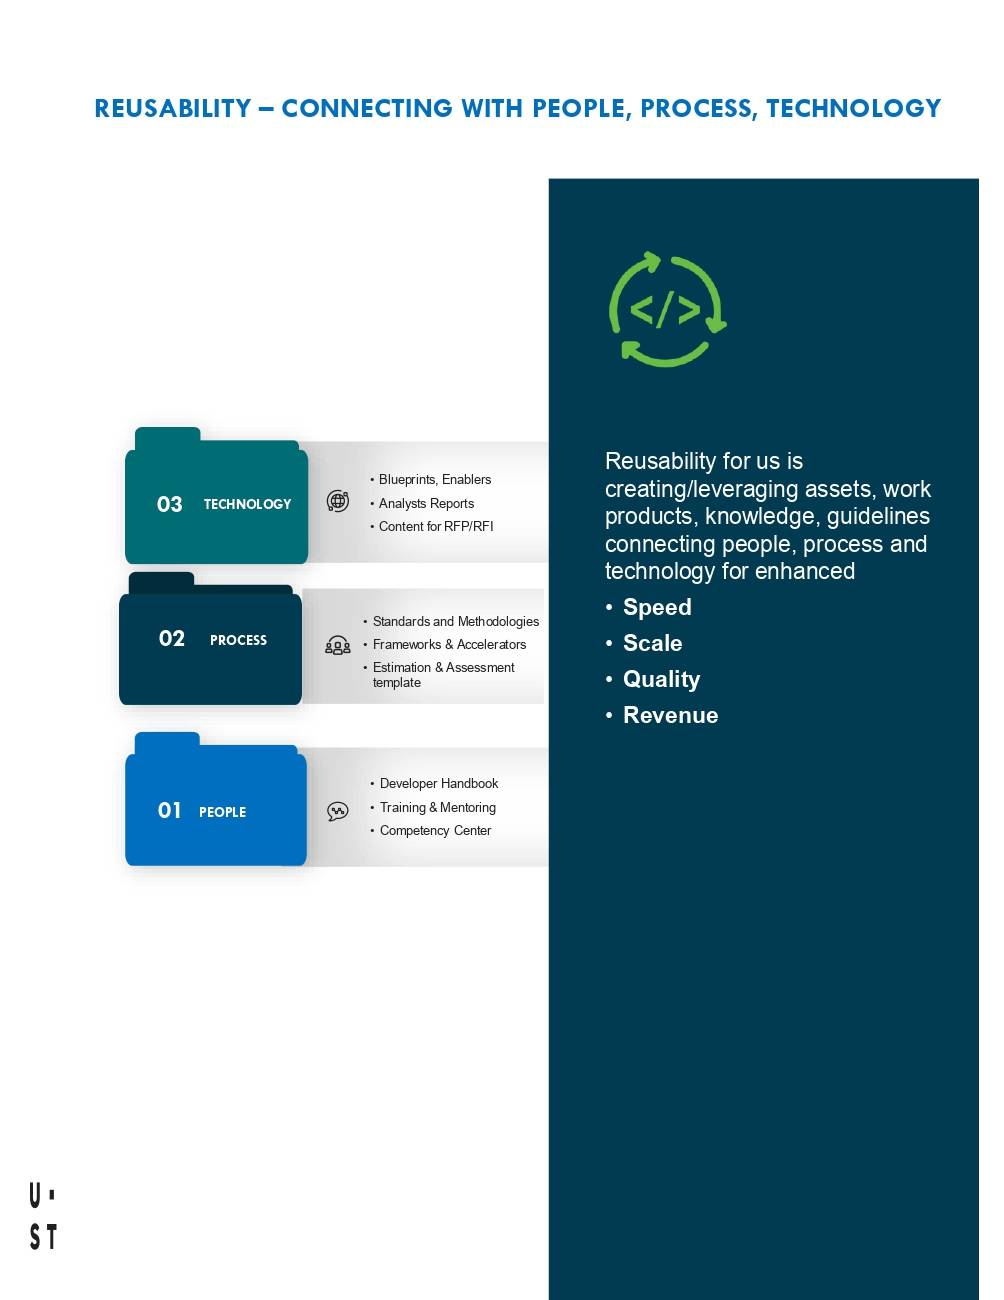 REUSABILITY – CONNECTING WITH PEOPLE, PROCESS, TECHNOLOGY
03 TECHNOLOGY
• Blueprints, Enablers
• Analysts Reports
• Content for RFP/RFI
02 PROCESS
• Standards and Methodologies
• Frameworks & Accelerators
• Estimation & Assessment
template
01 PEOPLE
• Developer Handbook
• Training & Mentoring
• Competency Center
</>
Reusability for us is
creating/leveraging assets, work
products, knowledge, guidelines
connecting people, process and
technology for enhanced
• Speed
• Scale
• Quality
• Revenue
U ·
S T